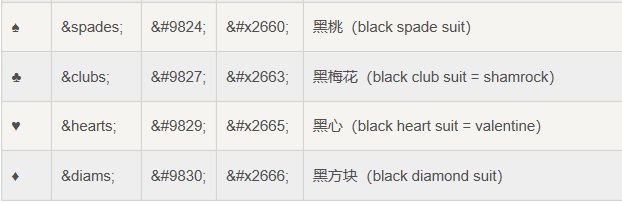 ♠ &spades; &#9824; &#x2660; 黑桃（black spade suit）
♣ &clubs; &#9827; &#x2663; 黑梅花（black club suit = shamrock）
♥ &hearts; &#9829; &#x2665; 黑心（black heart suit = valentine）
♦ &diams; &#9830; &#x2666; 黑方块（black diamond suit）